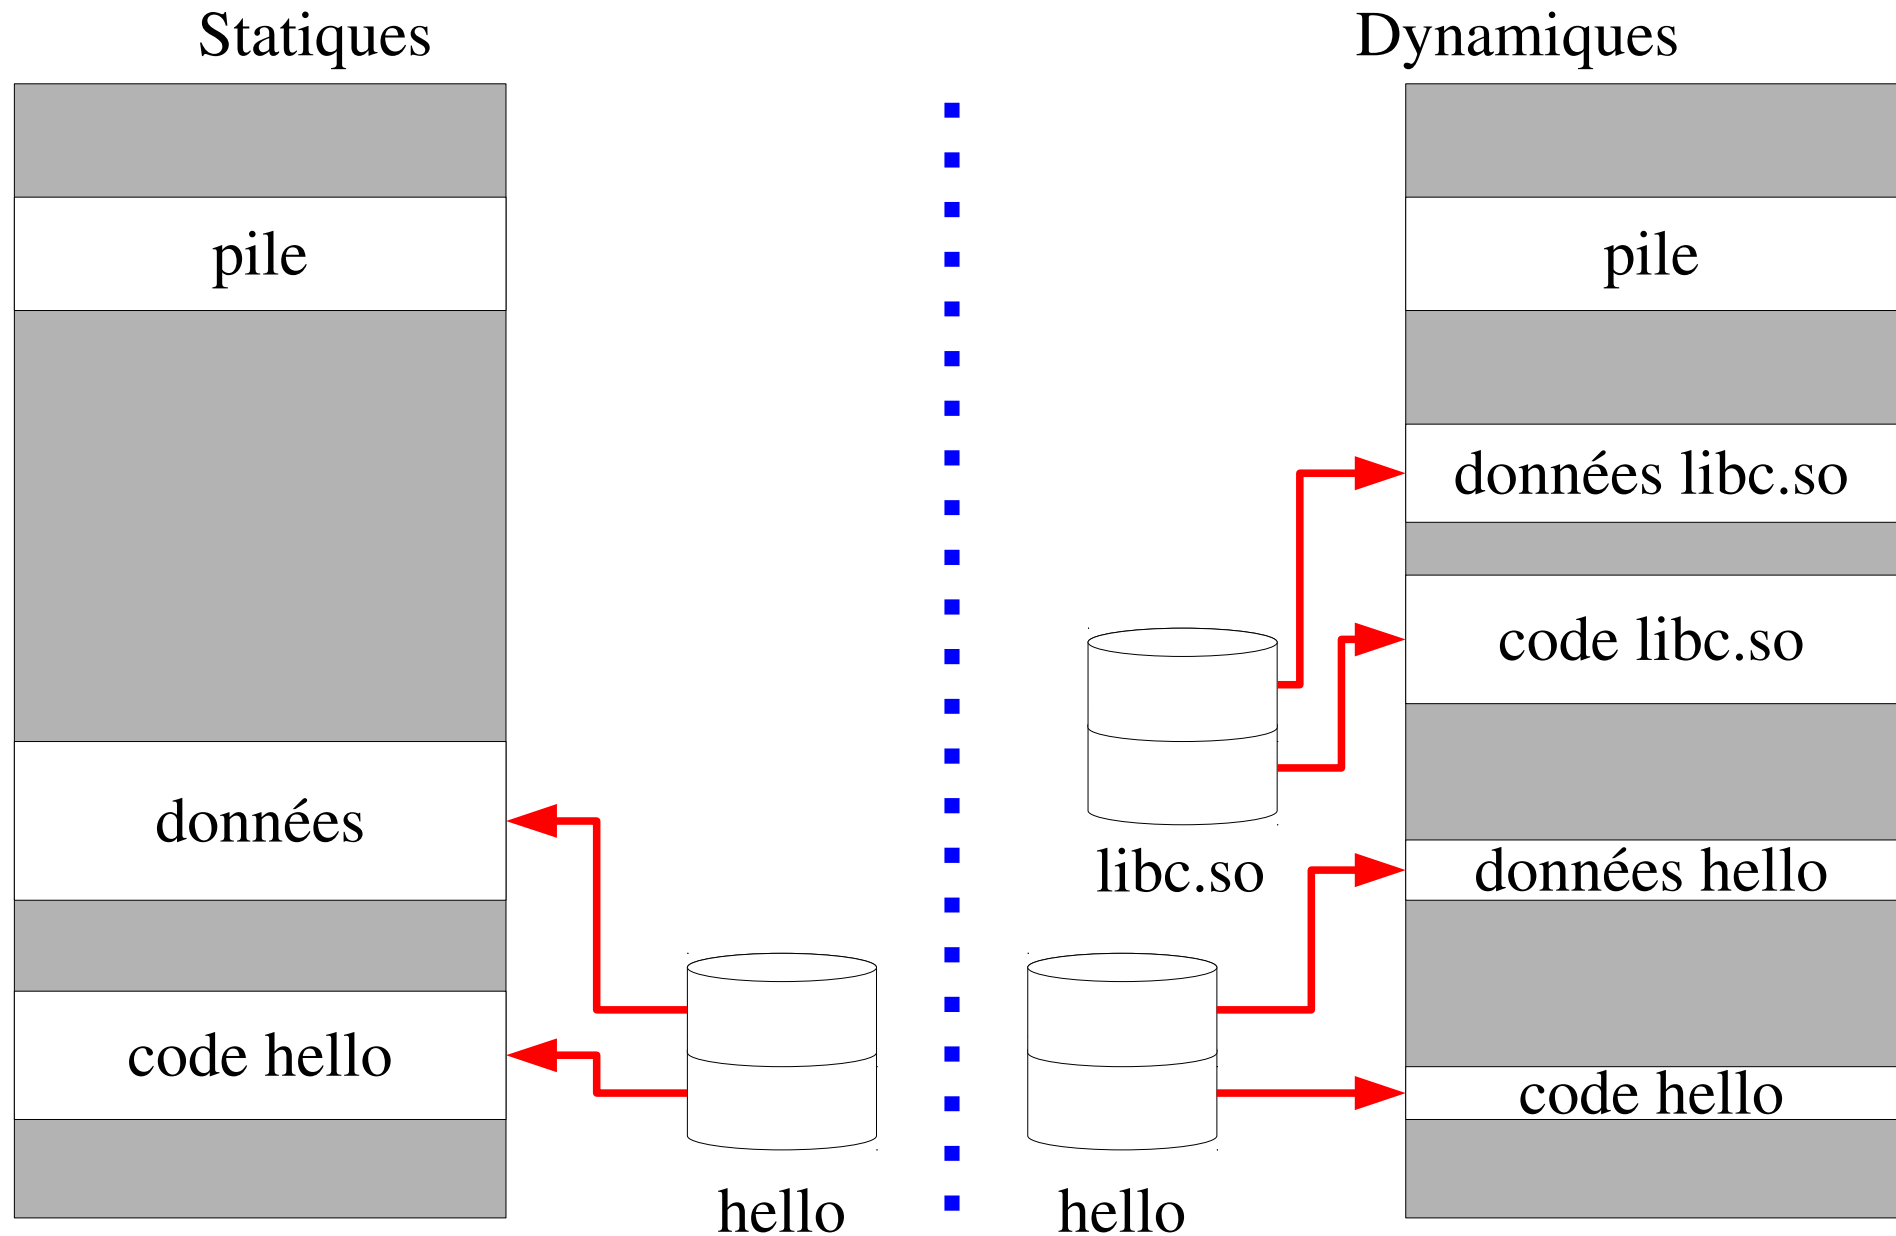 Statiques
pile
données
code hello
hello
Dynamiques
pile
données libc.so
code libc.so
libc.so
données hello
code hello
hello